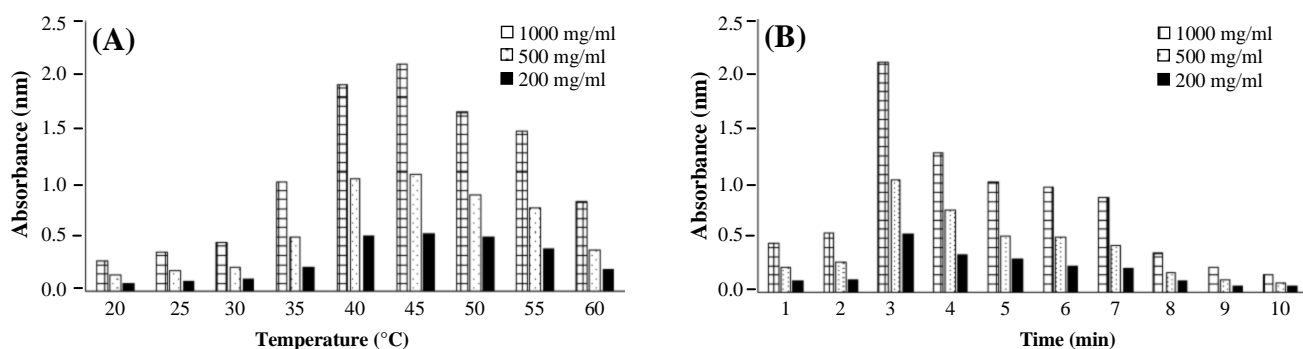 (A)
Absorbance (nm)
2.5
2.0
1.5
1.0
0.5
0.0
1000 mg/ml
500 mg/ml
200 mg/ml
20 25 30 35 40 45 50 55 60
Temperature (°C)
(B)
Absorbance (nm)
2.5
2.0
1.5
1.0
0.5
0.0
1000 mg/ml
500 mg/ml
200 mg/ml
1 2 3 4 5 6 7 8 9 10
Time (min)